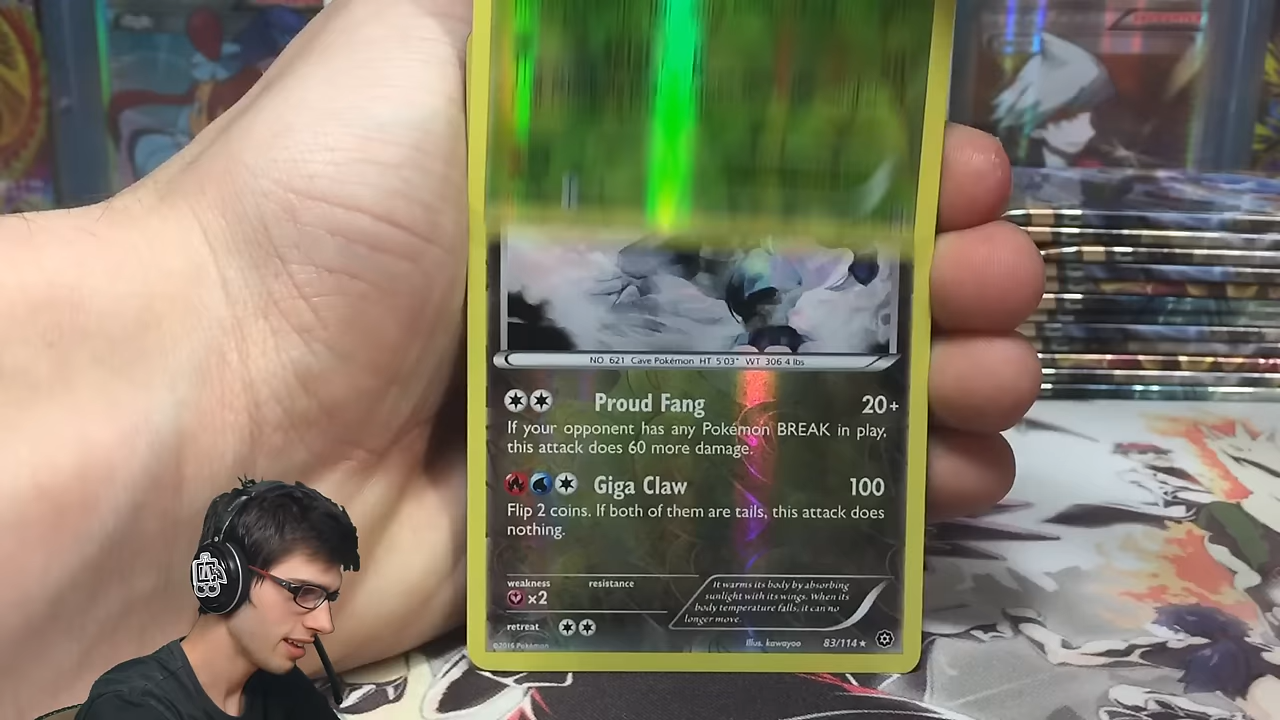 NO. 621 Cave Pokémon HT 5'03" WT 306.4 lbs
Proud Fang 20+
If your opponent has any Pokémon BREAK in play,
this attack does 60 more damage.
Giga Claw 100
Flip 2 coins. If both of them are tails, this attack does
nothing.
weakness resistance
×2
retreat
It warms its body by absorbing
sunlight with its wings. When its
body temperature falls, it can no
longer move.
©2016 Pokémon
Illus. kawayoo 83/114★